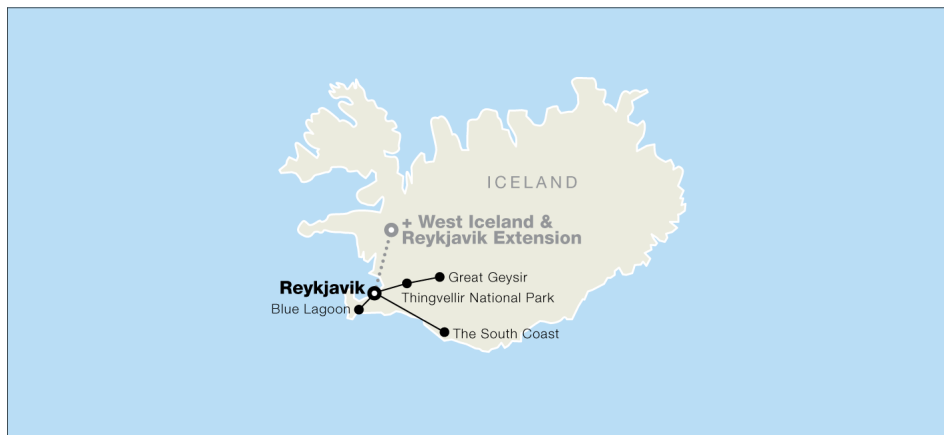 ICELAND
+ West Iceland &
Reykjavik Extension
Great Geysir
Reykjavik
Thingvellir National Park
Blue Lagoon
The South Coast